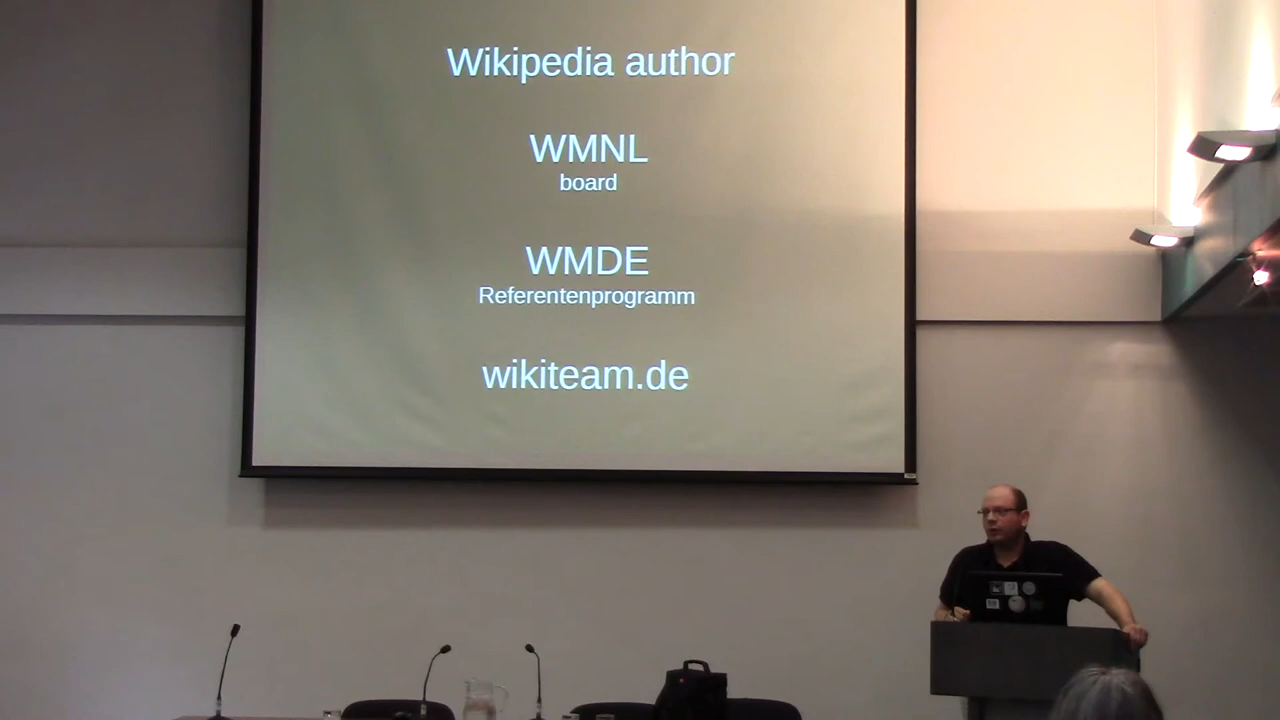 Wikipedia author
WMNL
board
WMDE
Referentenprogramm
wikiteam.de